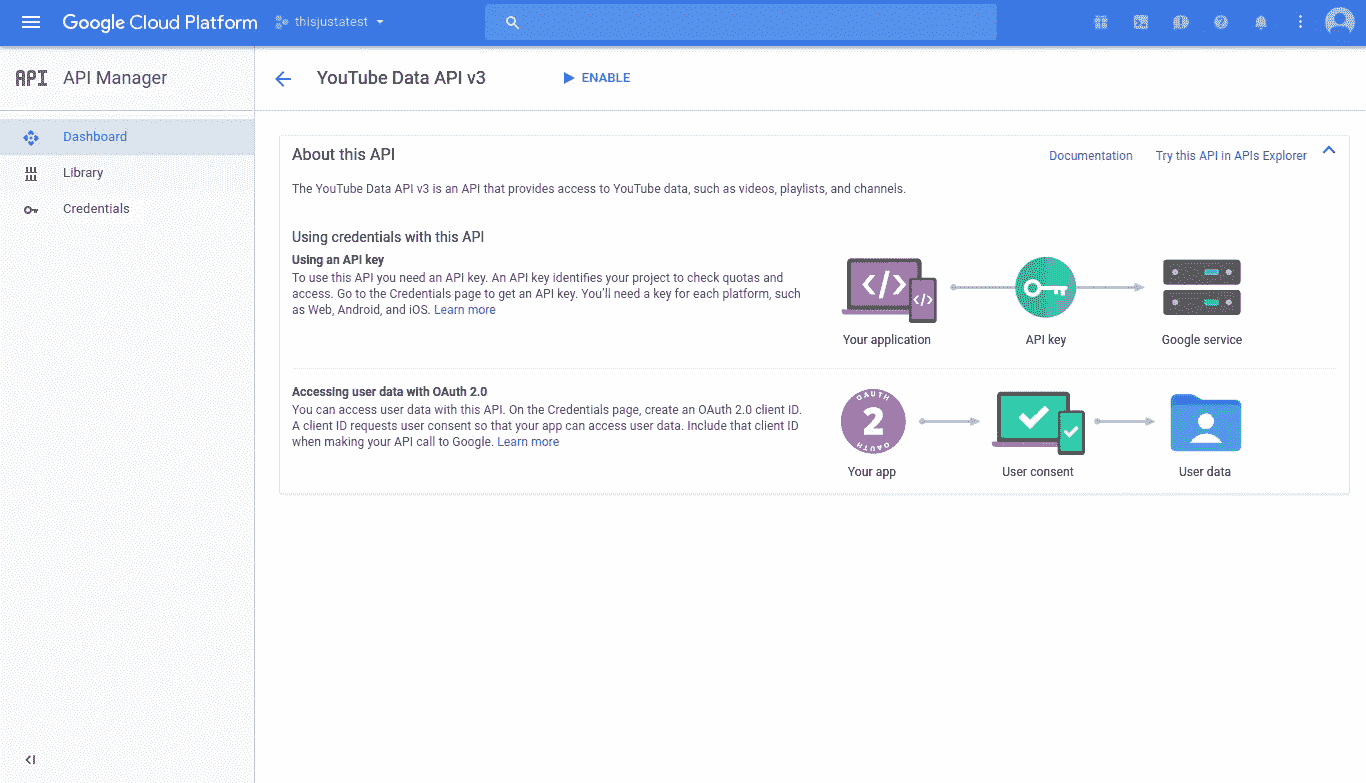 Google Cloud Platform
thisjustatest
API
API Manager
YouTube Data API v3
ENABLE
Dashboard
Library
Credentials
About this API
Documentation
Try this API in APIs Explorer
The YouTube Data API v3 is an API that provides access to YouTube data, such as videos, playlists, and channels.
Using credentials with this API
Using an API key
To use this API you need an API key. An API key identifies your project to check quotas and
access. Go to the Credentials page to get an API key. You'll need a key for each platform, such
as Web, Android, and iOS. Learn more
</>
</>
Your application
API key
Google service
Accessing user data with OAuth 2.0
You can access user data with this API. On the Credentials page, create an OAuth 2.0 client ID.
A client ID requests user consent so that your app can access user data. Include that client ID
when making your API call to Google. Learn more
OAUTH
2
OAUTH
Your app
User consent
User data